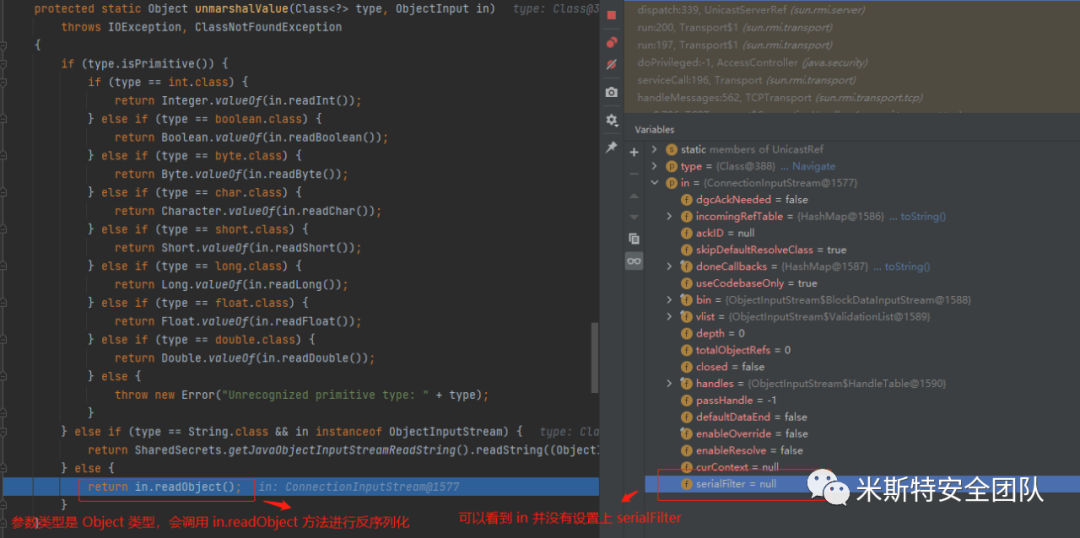 protected static Object unmarshalValue(Class<?> type, ObjectInput in)  type: Class@3
throws IOException, ClassNotFoundException
{
if (type.isPrimitive()) {
if (type == int.class) {
return Integer.valueOf(in.readInt());
} else if (type == boolean.class) {
return Boolean.valueOf(in.readBoolean());
} else if (type == byte.class) {
return Byte.valueOf(in.readByte());
} else if (type == char.class) {
return Character.valueOf(in.readChar());
} else if (type == short.class) {
return Short.valueOf(in.readShort());
} else if (type == long.class) {
return Long.valueOf(in.readLong());
} else if (type == float.class) {
return Float.valueOf(in.readFloat());
} else if (type == double.class) {
return Double.valueOf(in.readDouble());
} else {
throw new Error("Unrecognized primitive type: " + type);
}
} else if (type == String.class && in instanceof ObjectInputStream) {  type: Cla
return SharedSecrets.getJavaObjectInputStreamReadString().readString((Object
} else {
return in.readObject();  in: ConnectionInputStream@1577
}
}
参数类型是 Object 类型，会调用 in.readObject 方法进行反序列化
dispatch:339, UnicastServerRef (sun.rmi.server)
run:200, Transport$1 (sun.rmi.transport)
run:197, Transport$1 (sun.rmi.transport)
doPrivileged:-1, AccessController (java.security)
serviceCall:196, Transport (sun.rmi.transport)
handleMessages:562, TCPTransport (sun.rmi.transport.tcp)
Variables
static members of UnicastRef
type = {Class@388} ... Navigate
in = {ConnectionInputStream@1577}
dgcAckNeeded = false
incomingRefTable = {HashMap@1586} ... toString()
ackID = null
skipDefaultResolveClass = true
doneCallbacks = {HashMap@1587} ... toString()
useCodebaseOnly = true
bin = {ObjectInputStream$BlockDataInputStream@1588}
vlist = {ObjectInputStream$ValidationList@1589}
depth = 0
totalObjectRefs = 0
closed = false
handles = {ObjectInputStream$HandleTable@1590}
passHandle = -1
defaultDataEnd = false
enableOverride = false
enableResolve = false
curContext = null
serialFilter = null
可以看到 in 并没有设置上 serialFilter
米斯特安全团队